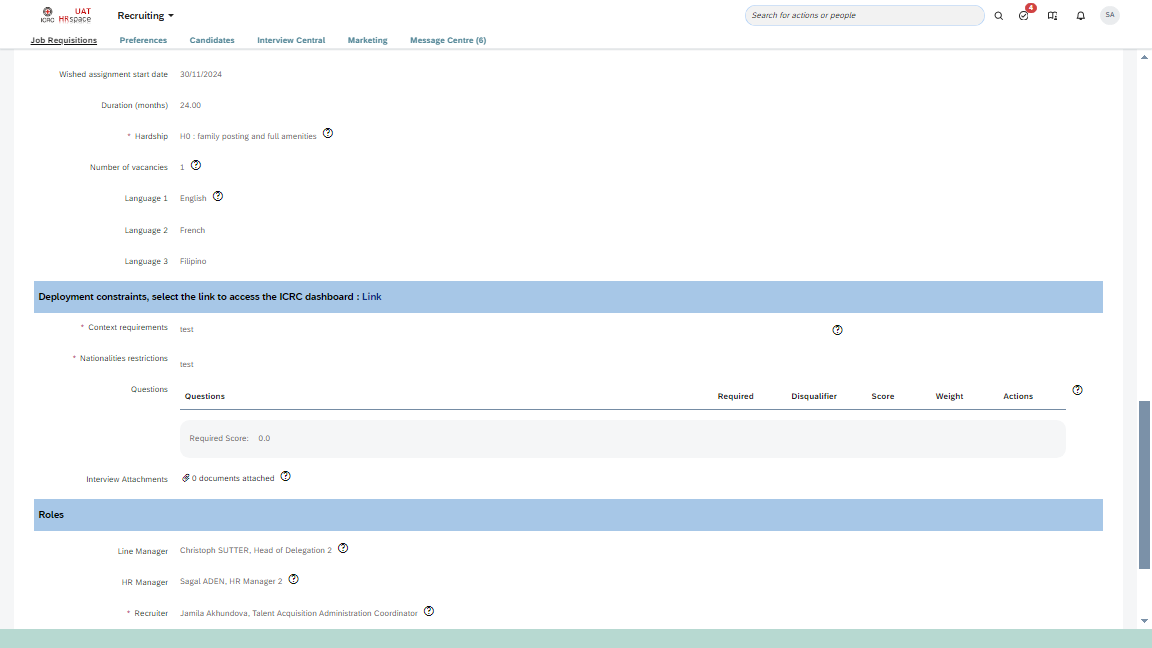 ICRC UAT HRspace Recruiting Search for actions or people 4 SA
Job Requisitions Preferences Candidates Interview Central Marketing Message Centre (6)
Wished assignment start date 30/11/2024
Duration (months) 24.00
* Hardship H0 : family posting and full amenities
Number of vacancies 1
Language 1 English
Language 2 French
Language 3 Filipino
Deployment constraints, select the link to access the ICRC dashboard : Link
* Context requirements test
* Nationalities restrictions test
Questions
Questions Required Disqualifier Score Weight Actions
Required Score: 0.0
Interview Attachments 0 documents attached
Roles
Line Manager Christoph SUTTER, Head of Delegation 2
HR Manager Sagal ADEN, HR Manager 2
* Recruiter Jamila Akhundova, Talent Acquisition Administration Coordinator